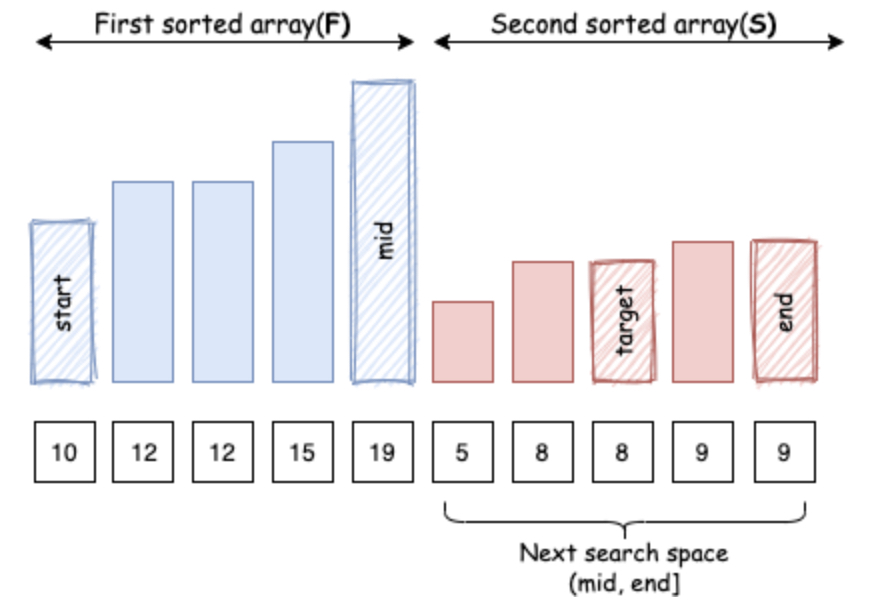 First sorted array(F)
Second sorted array(S)
start
mid
target
end
10 12 12 15 19 5 8 8 9 9
Next search space
(mid, end]